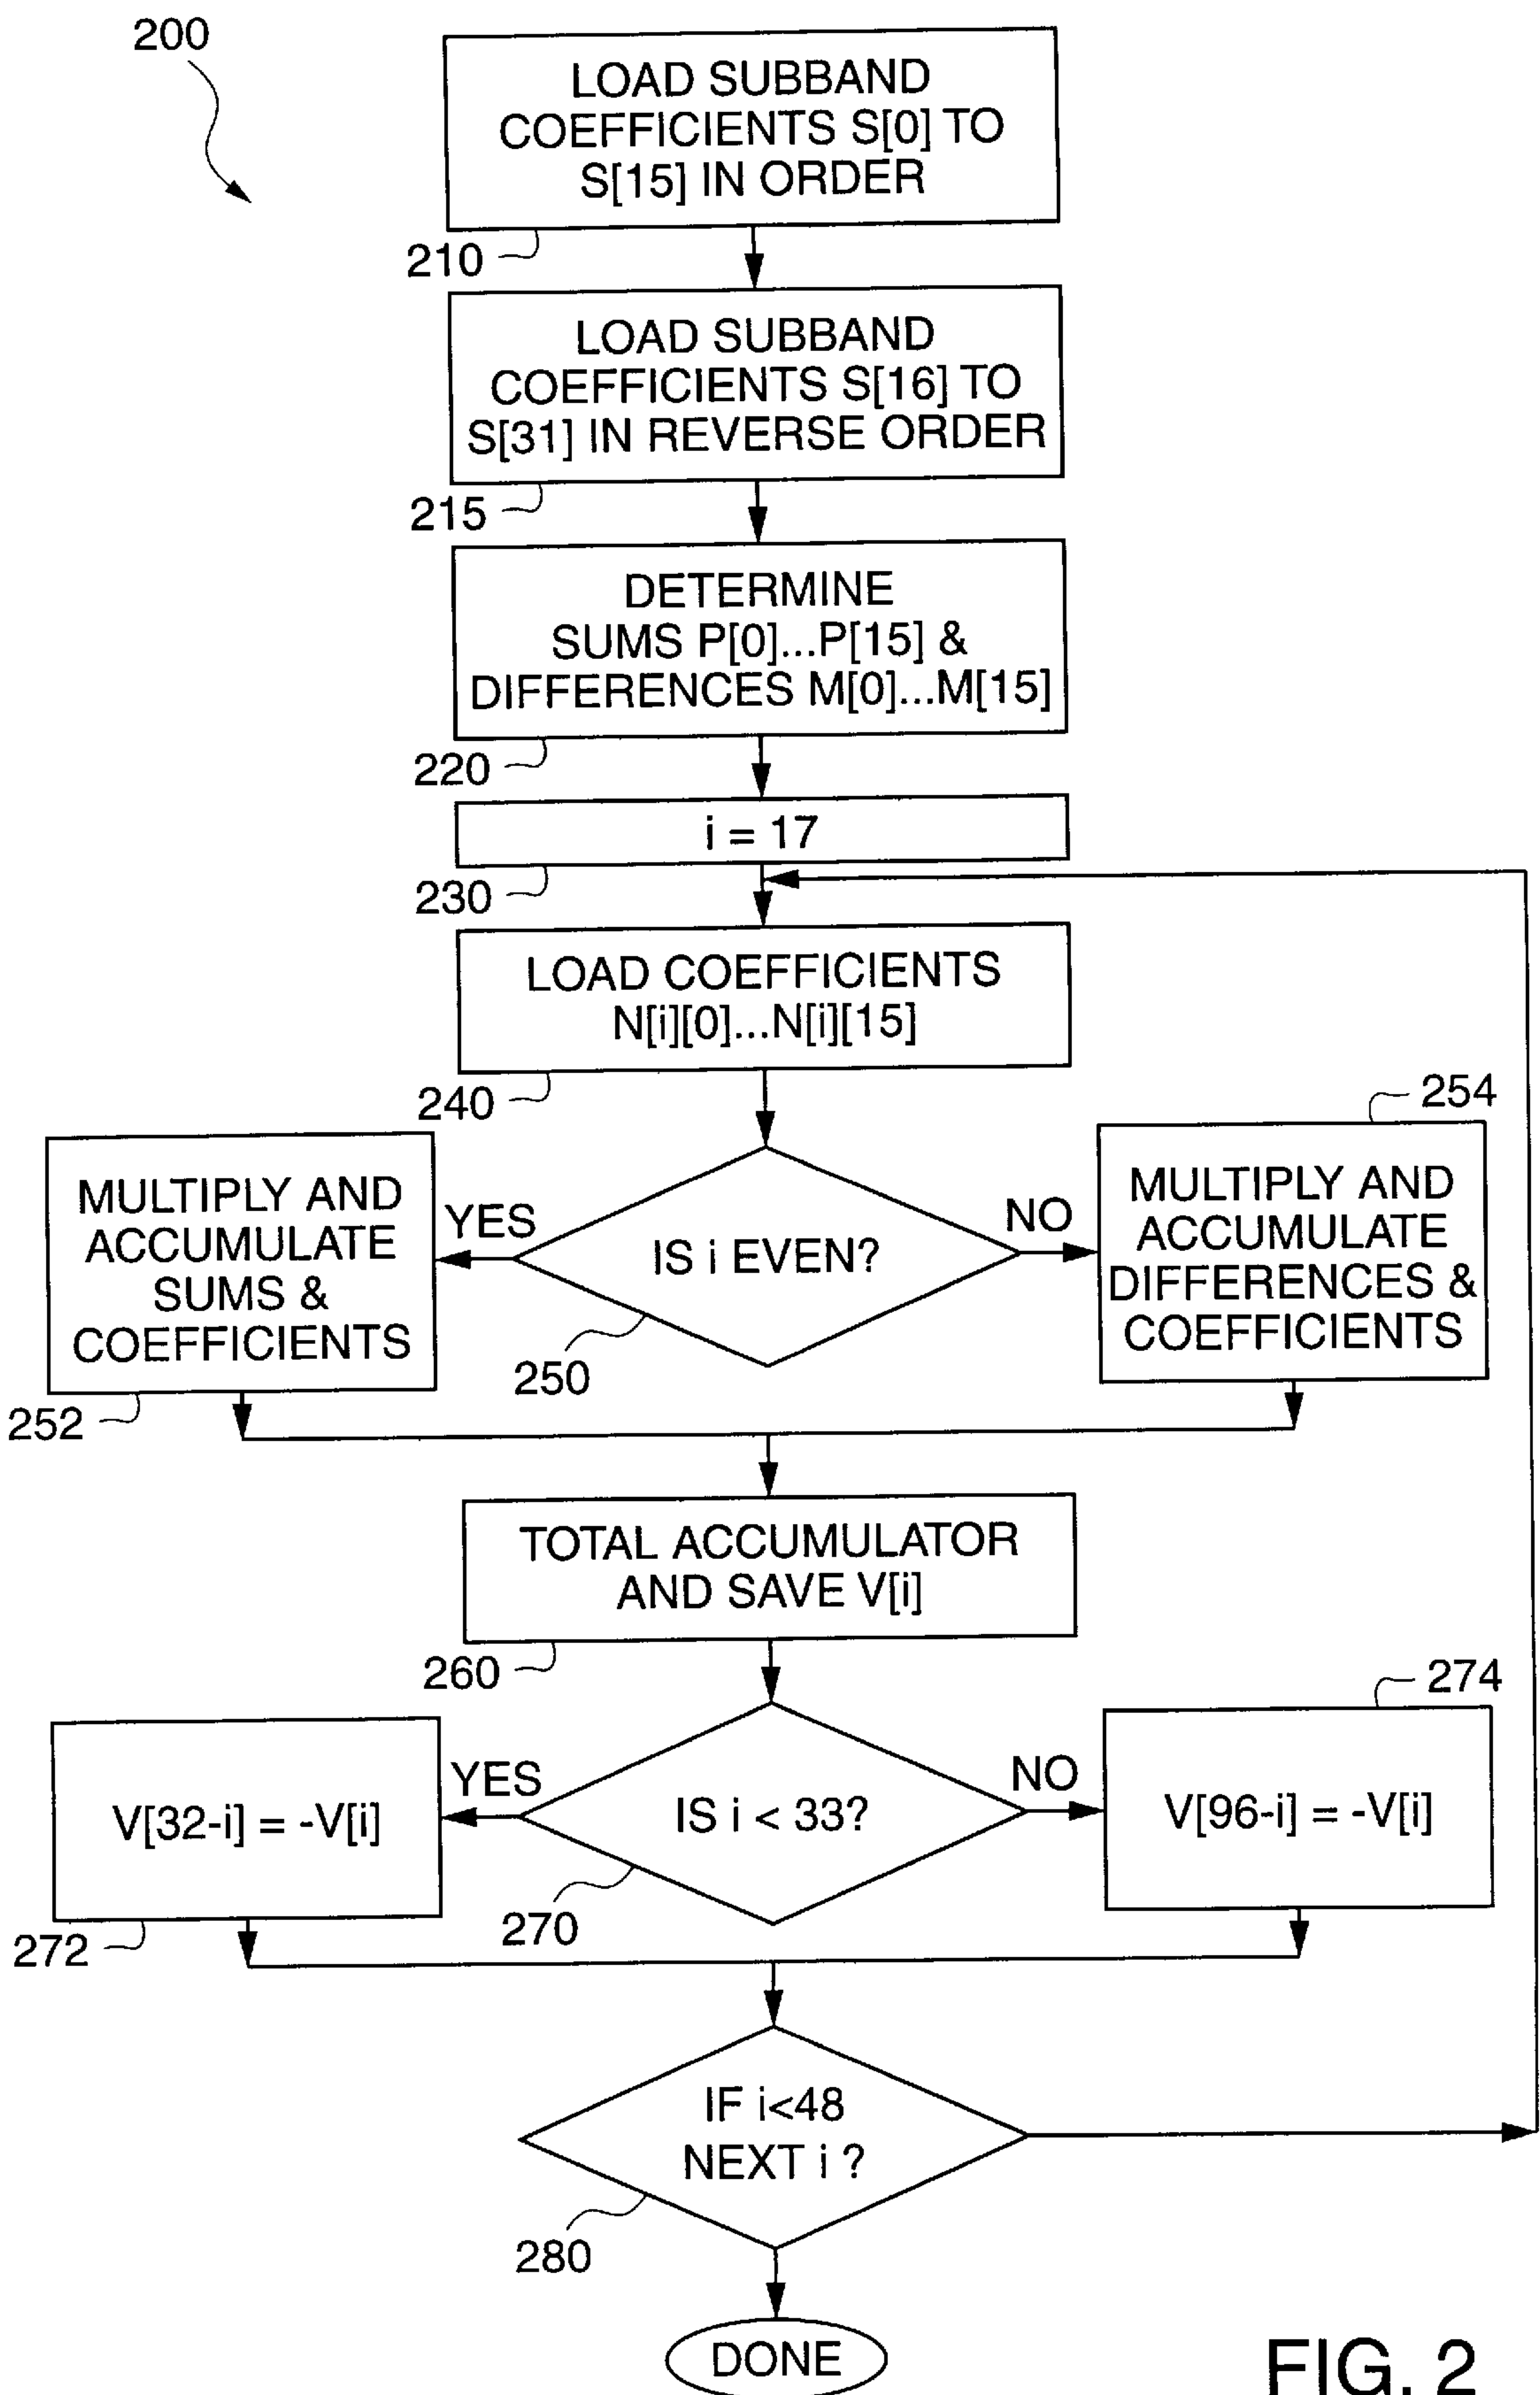 200
LOAD SUBBAND
COEFFICIENTS S[0] TO
S[15] IN ORDER
210
LOAD SUBBAND
COEFFICIENTS S[16] TO
S[31] IN REVERSE ORDER
215
DETERMINE
SUMS P[0]...P[15] &
DIFFERENCES M[0]...M[15]
220
i = 17
230
LOAD COEFFICIENTS
N[i][0]...N[i][15]
240
254
MULTIPLY AND
ACCUMULATE
SUMS &
COEFFICIENTS
252
YES
IS i EVEN?
250
NO
MULTIPLY AND
ACCUMULATE
DIFFERENCES &
COEFFICIENTS
TOTAL ACCUMULATOR
AND SAVE V[i]
260
274
V[32-i] = -V[i]
272
YES
IS i < 33?
270
NO
V[96-i] = -V[i]
IF i<48
NEXT i ?
280
DONE
FIG. 2